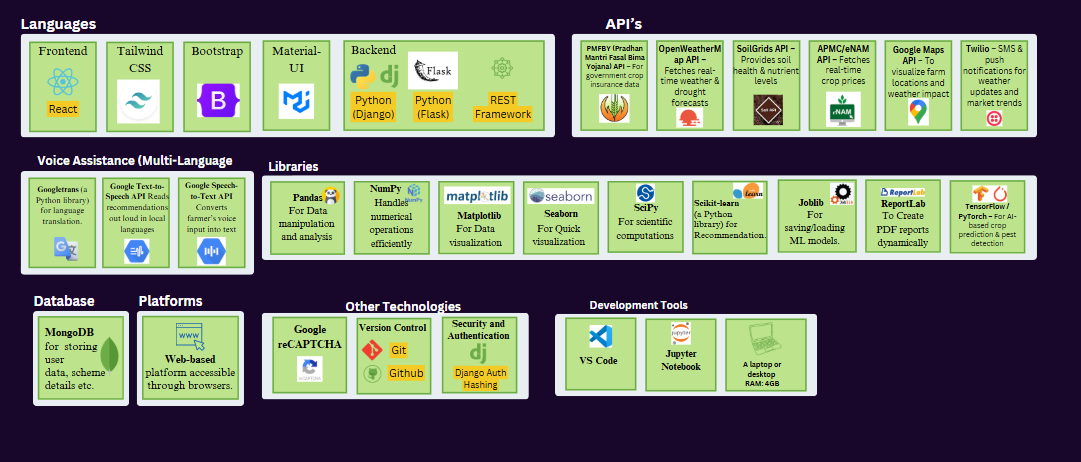 Languages
Frontend
React
Tailwind
CSS
Bootstrap
B
Material-
UI
Backend
dj
Python
(Django)
Flask
Python
(Flask)
REST
Framework
API's
PMFBY (Pradhan
Mantri Fasal Bima
Yojana) API – For
government crop
insurance data
OpenWeatherM
ap API –
Fetches real-
time weather &
drought
forecasts
SoilGrids API –
Provides soil
health & nutrient
levels
APMC/eNAM
API – Fetches
real-time
crop prices
eNAM
Google Maps
API – To
visualize farm
locations and
weather impact
Twilio – SMS &
push
notifications for
weather
updates and
market trends
Voice Assistance (Multi-Language
Googletrans (a
Python library)
for language
translation.
Google Text-to-
Speech API Reads
recommendations
out loud in local
languages
Google Speech-
to-Text API
Converts
farmer's voice
input into text
Libraries
Pandas
For Data
manipulation
and analysis
NumPy
NumPy
Handles
numerical
operations
efficiently
matplotlib
Matplotlib
For Data
visualization
seaborn
Seaborn
For Quick
visualization
SciPy
For scientific
computations
learn
Scikit-learn
(a Python
library) for
Recommendation.
Joblib
For
saving/loading
ML models.
ReportLab
ReportLab
To Create
PDF reports
dynamically
TensorFlow /
PyTorch – For AI-
based crop
prediction & pest
detection
Database
MongoDB
for storing
user
data, scheme
details etc.
Platforms
WWW
Web-based
platform accessible
through browsers.
Other Technologies
Google
reCAPTCHA
Version Control
Git
Github
Security and
Authentication
dj
Django Auth
Hashing
Development Tools
VS Code
jupyter
Jupyter
Notebook
A laptop or
desktop
RAM: 4GB